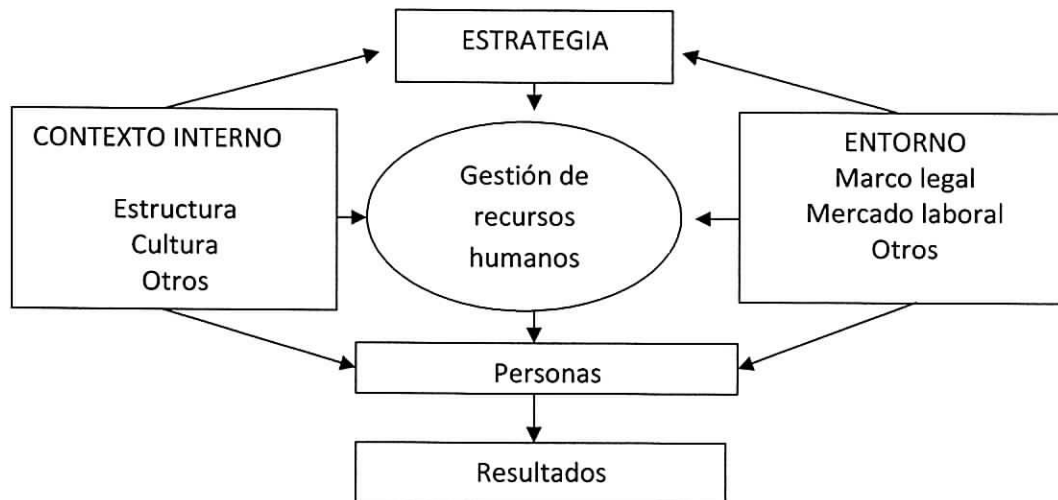 ESTRATEGIA
CONTEXTO INTERNO
Estructura
Cultura
Otros
Gestión de
recursos
humanos
ENTORNO
Marco legal
Mercado laboral
Otros
Personas
Resultados